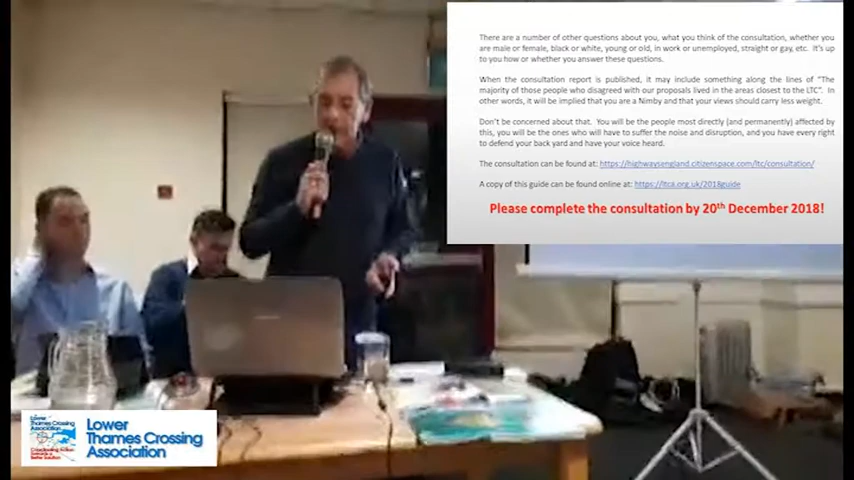 There are a number of other questions about you, what you think of the consultation, whether you
are male or female, black or white, young or old, in work or unemployed, straight or gay, etc. It's up
to you how or whether you answer these questions.
When the consultation report is published, it may include something along the lines of "The
majority of those people who disagreed with our proposals lived in the areas closest to the LTC". In
other words, it will be implied that you are a Nimby and that your views should carry less weight.
Don't be concerned about that. You will be the people most directly (and permanently) affected by
this, you will be the ones who will have to suffer the noise and disruption, and you have every right
to defend your back yard and have your voice heard.
The consultation can be found at: https://highwaysengland.citizenspace.com/ltc/consultation/
A copy of this guide can be found online at: https://ltca.org.uk/2018guide
Please complete the consultation by 20th December 2018!
Lower
Thames Crossing
Association
Lower
Thames Crossing
Association